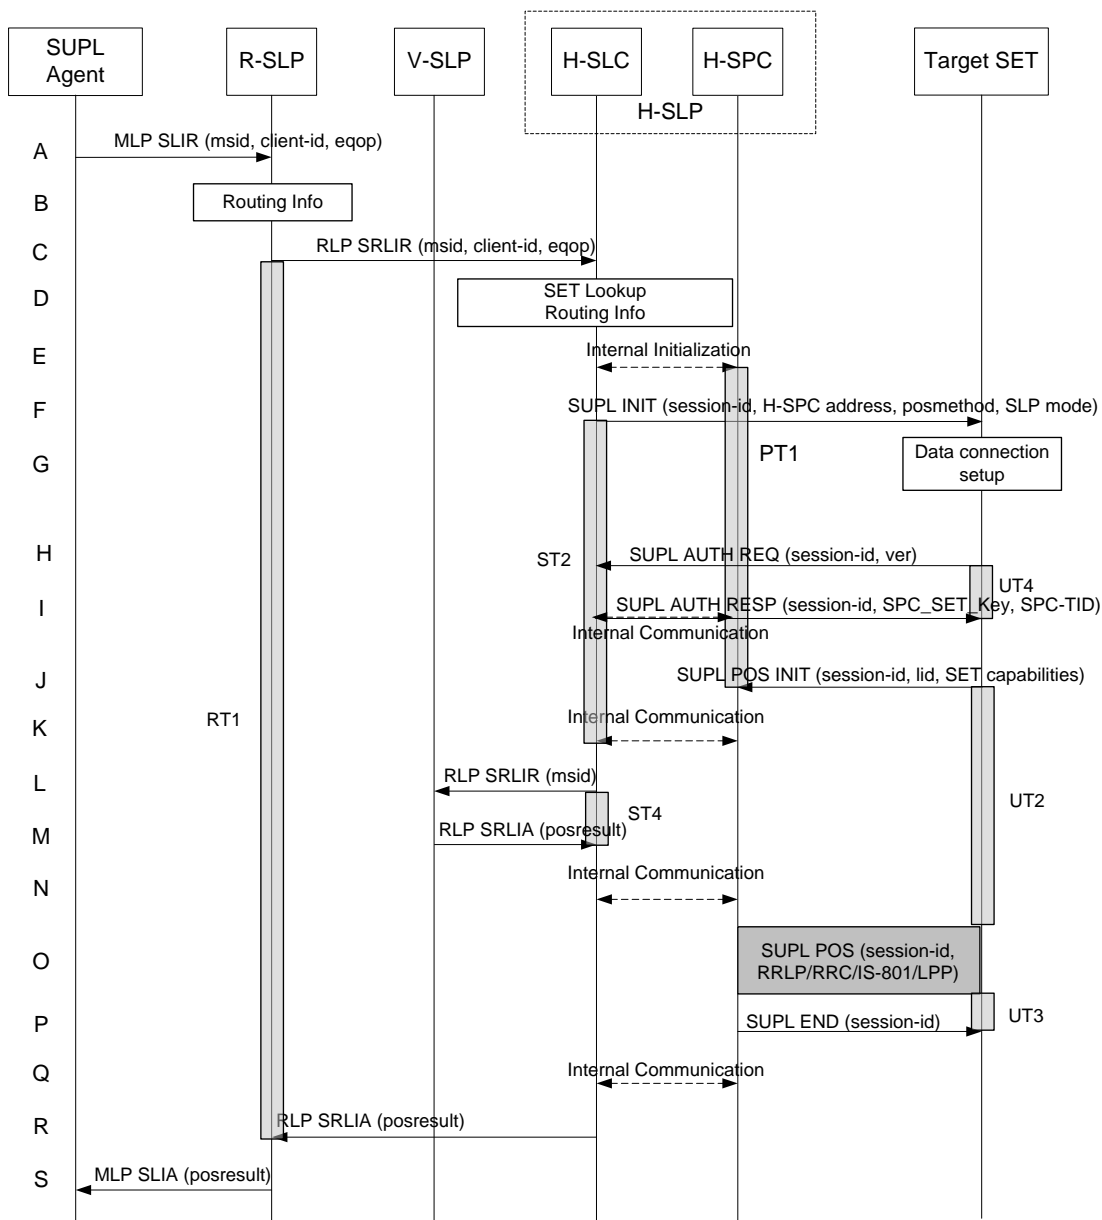 SUPL
Agent
R-SLP
V-SLP
H-SLC
H-SPC
Target SET
H-SLP
A
MLP SLIR (msid, client-id, eqop)
B
Routing Info
C
RLP SRLIR (msid, client-id, eqop)
D
SET Lookup
Routing Info
E
Internal Initialization
F
SUPL INIT (session-id, H-SPC address, posmethod, SLP mode)
G
PT1
Data connection
setup
H
ST2
SUPL AUTH REQ (session-id, ver)
UT4
I
SUPL AUTH RESP (session-id, SPC_SET_Key, SPC-TID)
Internal Communication
J
SUPL POS INIT (session-id, lid, SET capabilities)
RT1
K
Internal Communication
L
RLP SRLIR (msid)
ST4
UT2
M
RLP SRLIA (posresult)
N
Internal Communication
O
SUPL POS (session-id,
RRLP/RRC/IS-801/LPP)
P
SUPL END (session-id)
UT3
Q
Internal Communication
R
RLP SRLIA (posresult)
S
MLP SLIA (posresult)